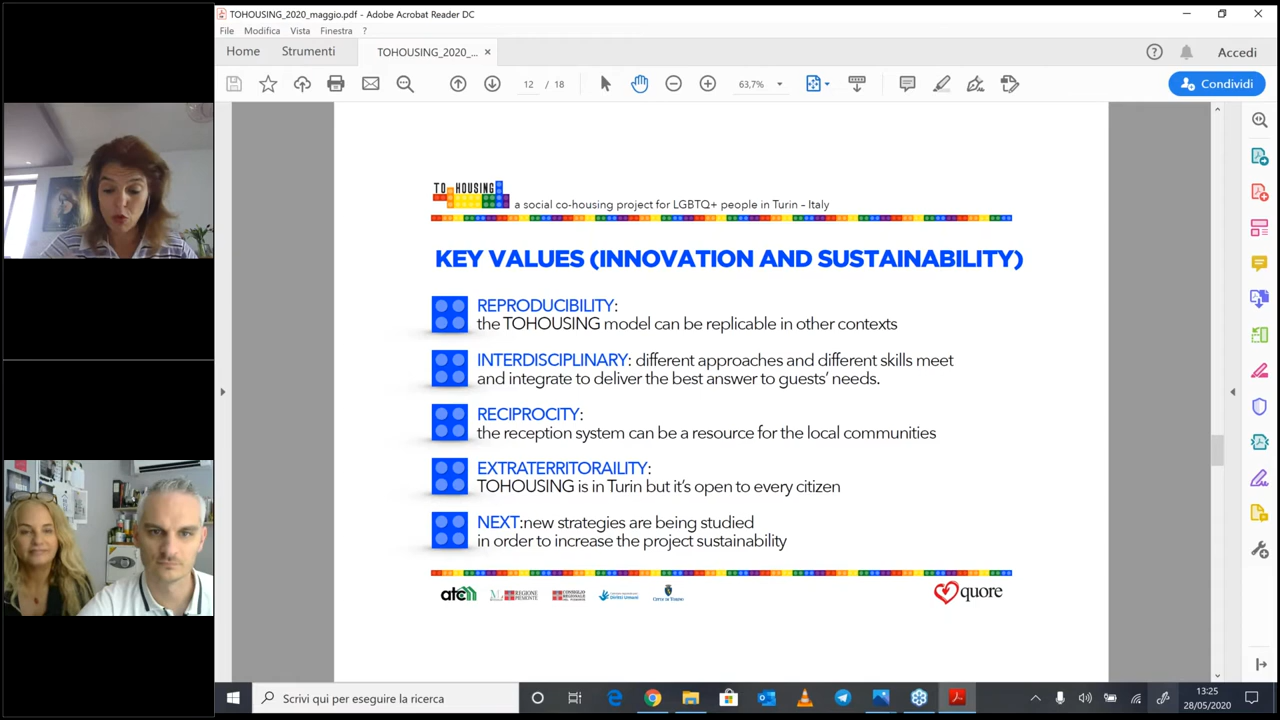 TOHOUSING_2020_maggio.pdf - Adobe Acrobat Reader DC
File Modifica Vista Finestra ?
Home Strumenti TOHOUSING_2020_... × Accedi
12 / 18 63,7% Condividi
TO HOUSING
a social co-housing project for LGBTQ+ people in Turin – Italy
KEY VALUES (INNOVATION AND SUSTAINABILITY)
REPRODUCIBILITY:
the TOHOUSING model can be replicable in other contexts
INTERDISCIPLINARY: different approaches and different skills meet
and integrate to deliver the best answer to guests' needs.
RECIPROCITY:
the reception system can be a resource for the local communities
EXTRATERRITORAILITY:
TOHOUSING is in Turin but it's open to every citizen
NEXT:new strategies are being studied
in order to increase the project sustainability
atc REGIONE PIEMONTE quore
Scrivi qui per eseguire la ricerca
13:25
28/05/2020